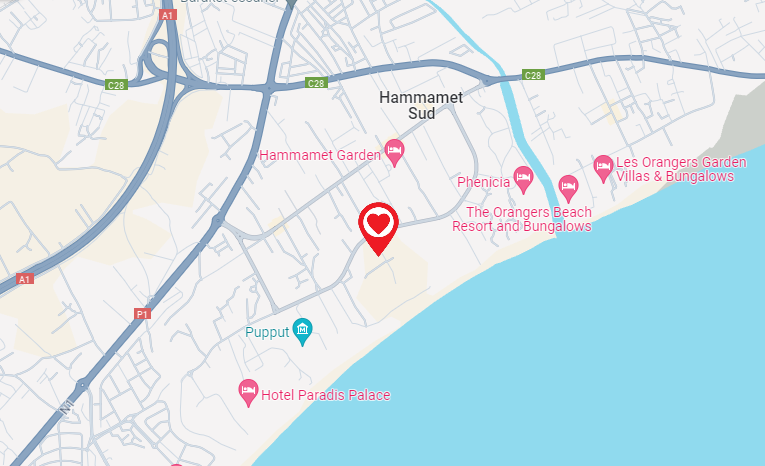 A1
C28
C28
C28
Hammamet
Sud
Hammamet Garden
Les Orangers Garden
Villas & Bungalows
Phenicia
The Orangers Beach
Resort and Bungalows
A1
P1
Pupput
Hotel Paradis Palace
N1